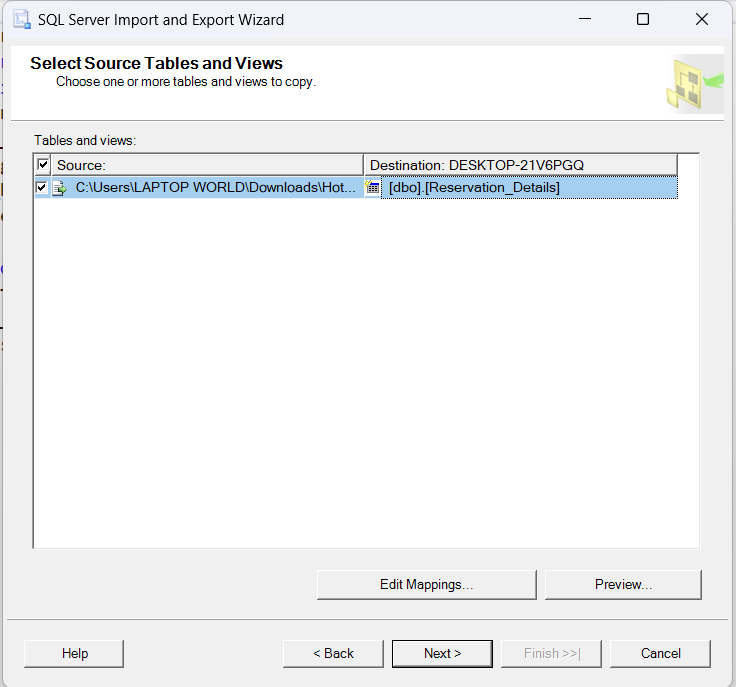 SQL Server Import and Export Wizard
Select Source Tables and Views
Choose one or more tables and views to copy.
Tables and views:
Source: Destination: DESKTOP-21V6PGQ
C:\Users\LAPTOP WORLD\Downloads\Hot... [dbo].[Reservation_Details]
Edit Mappings... Preview...
Help < Back Next > Finish >>| Cancel